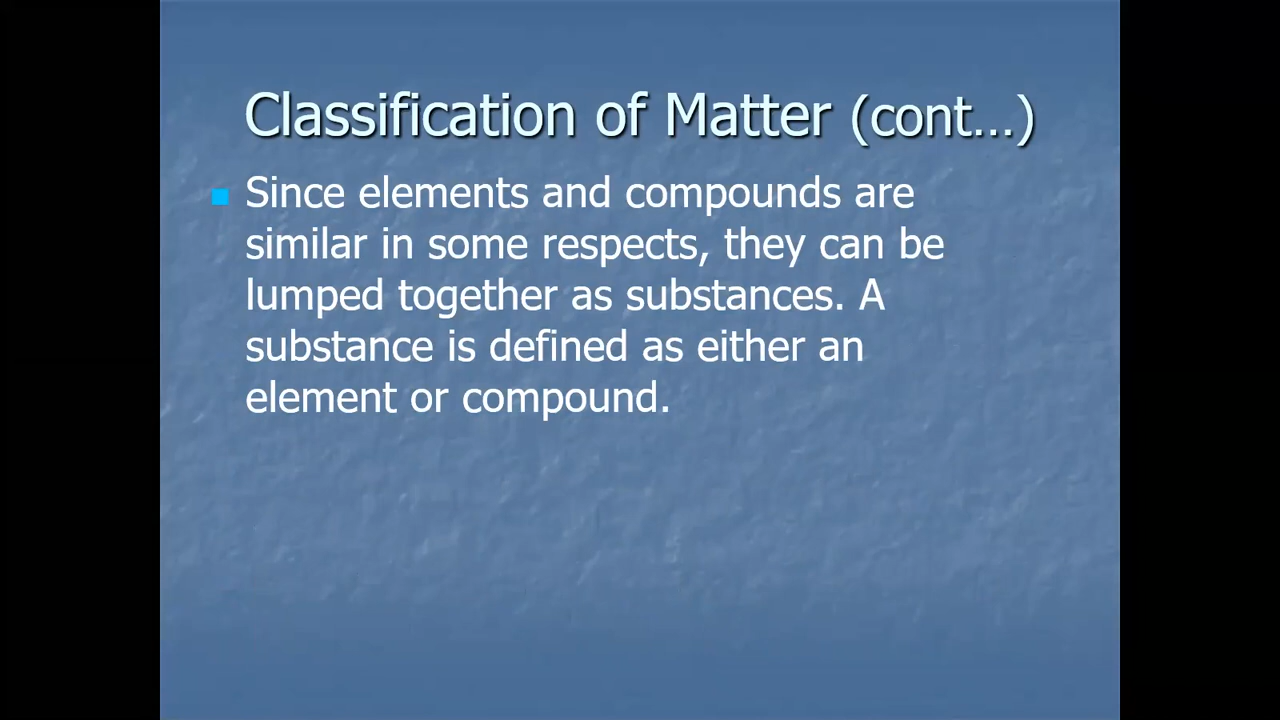 Classification of Matter (cont…)
Since elements and compounds are
similar in some respects, they can be
lumped together as substances. A
substance is defined as either an
element or compound.